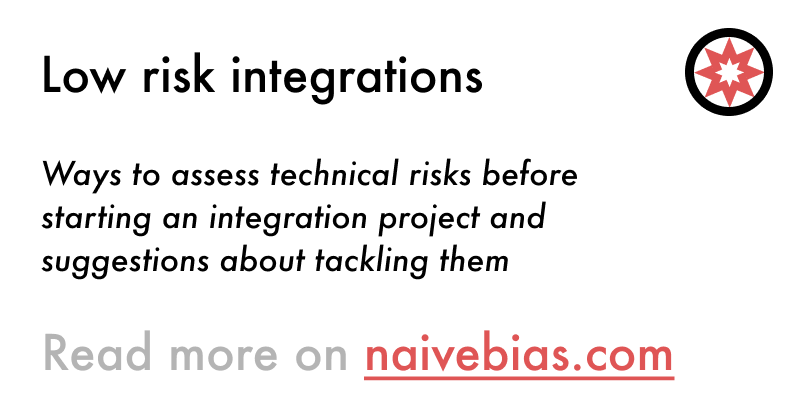 Low risk integrations
Ways to assess technical risks before
starting an integration project and
suggestions about tackling them
Read more on naivebias.com